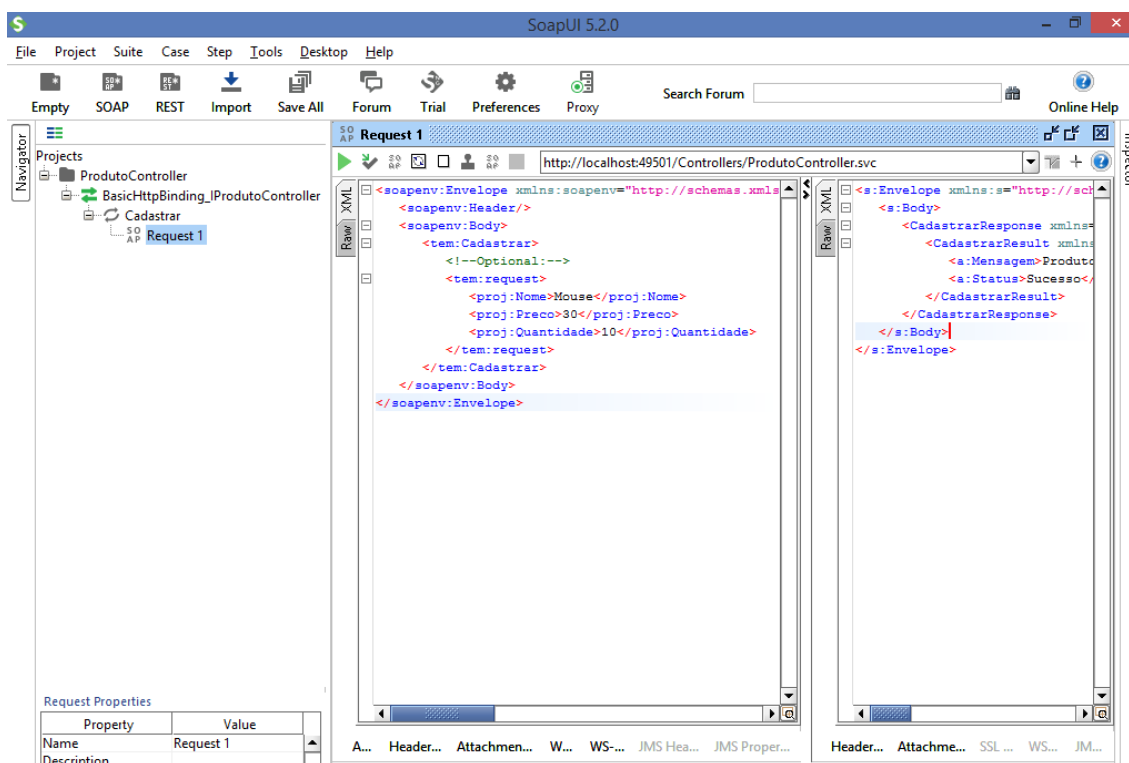 SoapUI 5.2.0
File Project Suite Case Step Tools Desktop Help
Empty SOAP REST Import Save All Forum Trial Preferences Proxy Search Forum Online Help
Navigator
Projects
ProdutoController
BasicHttpBinding_IProdutoController
Cadastrar
SOAP Request 1
Request Properties
Property Value
Name Request 1
Description
SOAP Request 1
http://localhost:49501/Controllers/ProdutoController.svc
XML
Raw
<soapenv:Envelope xmlns:soapenv="http://schemas.xmls
<soapenv:Header/>
<soapenv:Body>
<tem:Cadastrar>
<!--Optional:-->
<tem:request>
<proj:Nome>Mouse</proj:Nome>
<proj:Preco>30</proj:Preco>
<proj:Quantidade>10</proj:Quantidade>
</tem:request>
</tem:Cadastrar>
</soapenv:Body>
</soapenv:Envelope>
A... Header... Attachmen... W... WS-... JMS Hea... JMS Proper...
XML
Raw
<s:Envelope xmlns:s="http://sch
<s:Body>
<CadastrarResponse xmlns=
<CadastrarResult xmlns
<a:Mensagem>Produto
<a:Status>Sucesso</
</CadastrarResult>
</CadastrarResponse>
</s:Body>
</s:Envelope>
Header... Attachme... SSL ... WS... JM...